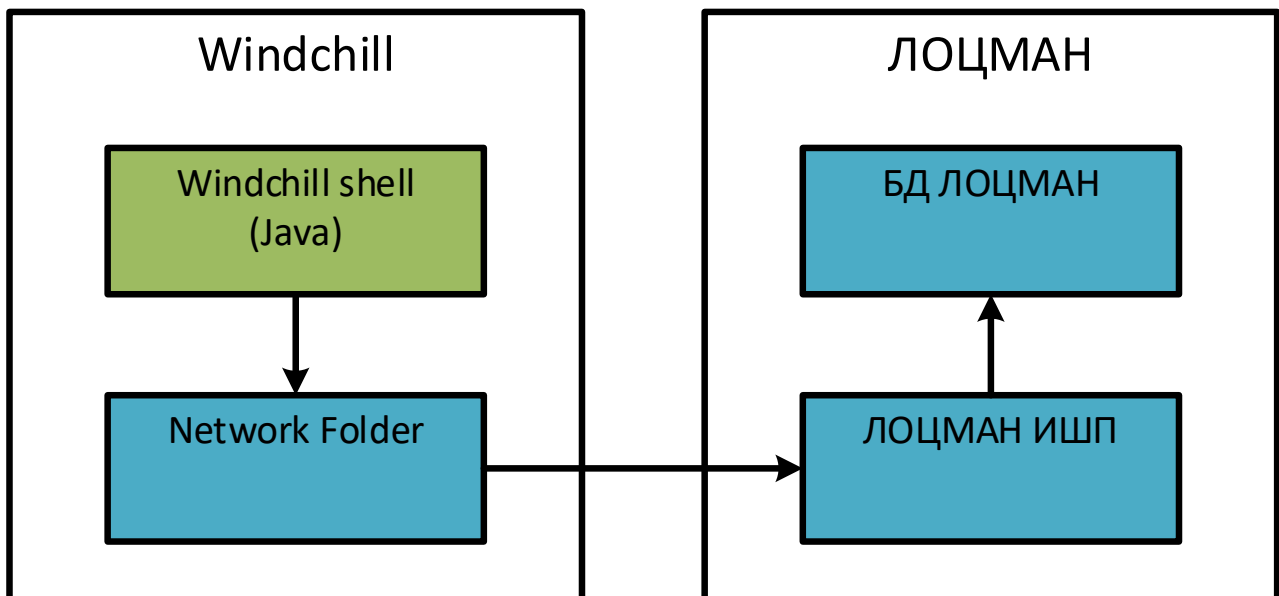 Windchill
Windchill shell
(Java)
Network Folder
ЛОЦМАН
БД ЛОЦМАН
ЛОЦМАН ИШП